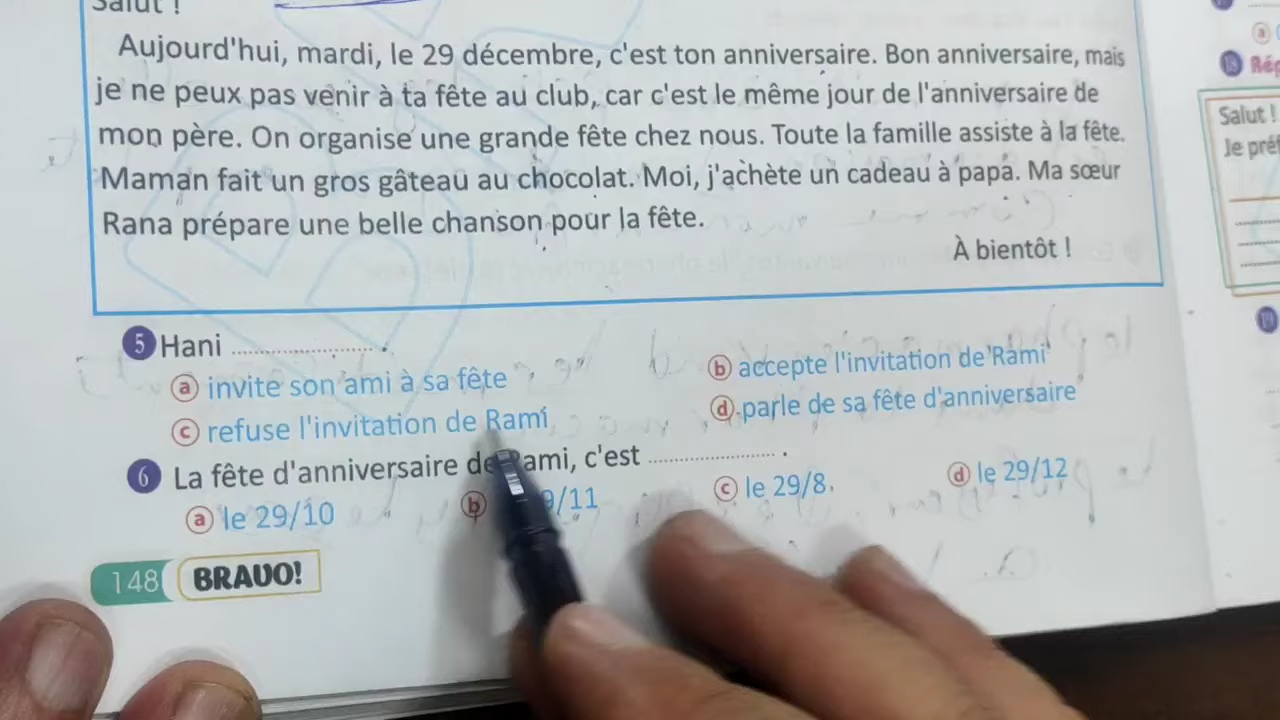 Salut !
Aujourd'hui, mardi, le 29 décembre, c'est ton anniversaire. Bon anniversaire, mais
je ne peux pas venir à ta fête au club, car c'est le même jour de l'anniversaire de
mon père. On organise une grande fête chez nous. Toute la famille assiste à la fête.
Maman fait un gros gâteau au chocolat. Moi, j'achète un cadeau à papa. Ma sœur
Rana prépare une belle chanson pour la fête.
À bientôt !
5 Hani ........................ .
a invite son ami à sa fête
b accepte l'invitation de Rami
c refuse l'invitation de Rami
d parle de sa fête d'anniversaire
6 La fête d'anniversaire de Rami, c'est ........................ .
a le 29/10
b 9/11
c le 29/8.
d le 29/12
148 BRAVO!
18 Rép
Salut !
Je pré
19